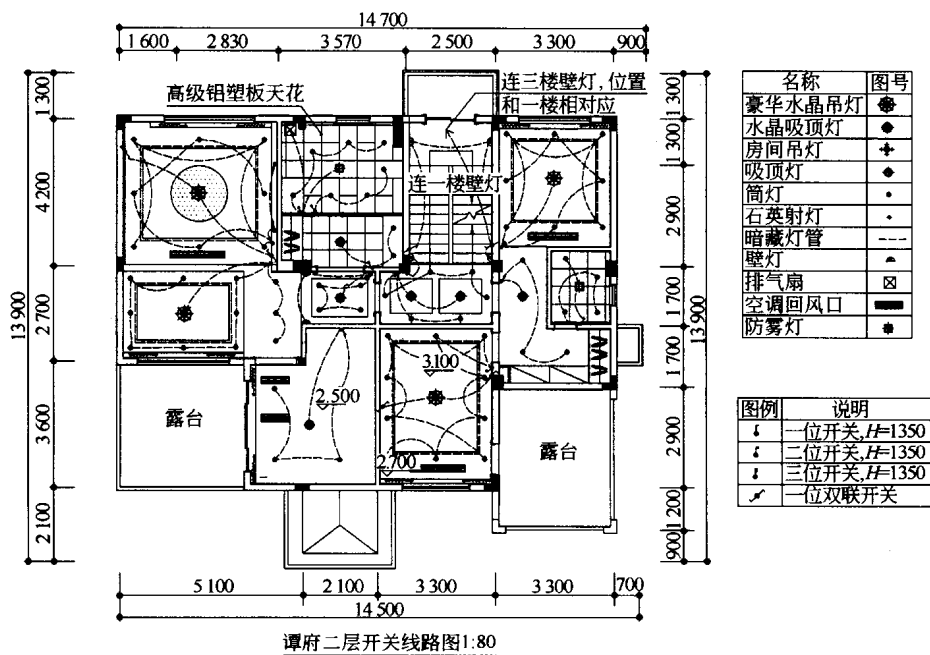 14 700
1 600 2 830 3 570 2 500 3 300 900
高级铝塑板天花
连三楼壁灯,位置
和一楼相对应
连一楼壁灯
1 300
4 200
2 700
3 600
2 100
13 900
1 300
1 300
2 900
1 700
1 700
2 900
1 200
900
13 900
3.100
2.500
2.700
露台
露台
5 100 2 100 3 300 3 300 700
14 500
谭府二层开关线路图1:80
名称 图号
豪华水晶吊灯
水晶吸顶灯
房间吊灯
吸顶灯
筒灯
石英射灯
暗藏灯管
壁灯
排气扇
空调回风口
防雾灯
图例 说明
一位开关,H=1350
二位开关,H=1350
三位开关,H=1350
一位双联开关